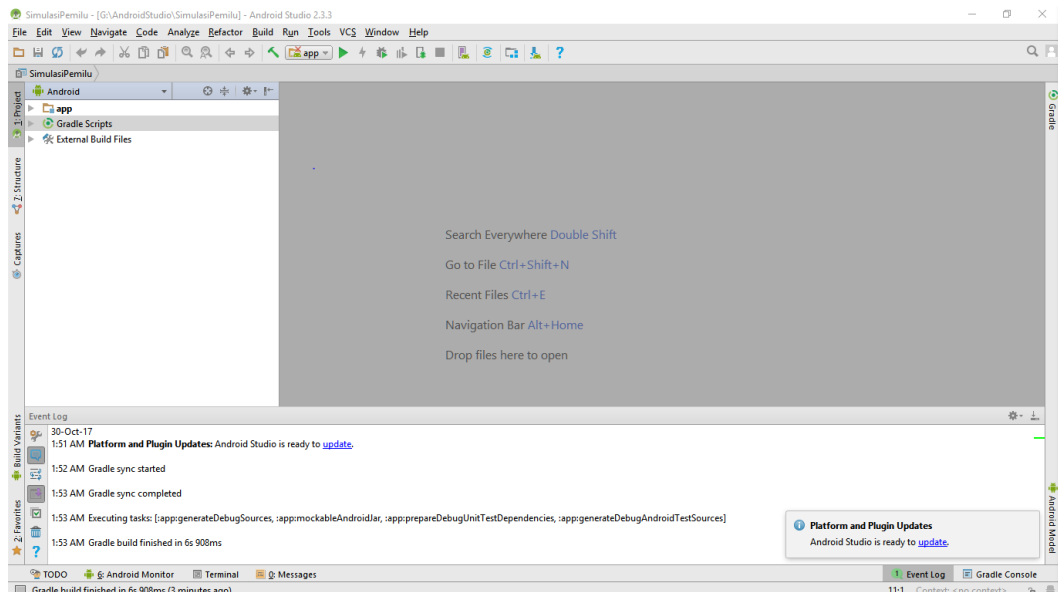 SimulasiPemilu - [G:\AndroidStudio\SimulasiPemilu] - Android Studio 2.3.3
File Edit View Navigate Code Analyze Refactor Build Run Tools VCS Window Help
app
SimulasiPemilu
Android
1: Project
app
Gradle Scripts
External Build Files
7: Structure
Captures
Gradle
Search Everywhere Double Shift
Go to File Ctrl+Shift+N
Recent Files Ctrl+E
Navigation Bar Alt+Home
Drop files here to open
Build Variants
2: Favorites
Event Log
30-Oct-17
1:51 AM Platform and Plugin Updates: Android Studio is ready to update.
1:52 AM Gradle sync started
1:53 AM Gradle sync completed
1:53 AM Executing tasks: [:app:generateDebugSources, :app:mockableAndroidJar, :app:prepareDebugUnitTestDependencies, :app:generateDebugAndroidTestSources]
1:53 AM Gradle build finished in 6s 908ms
Platform and Plugin Updates
Android Studio is ready to update.
Android Model
TODO 6: Android Monitor Terminal 0: Messages
1 Event Log Gradle Console
Gradle build finished in 6s 908ms (3 minutes ago)
11:1 Context: <no context>